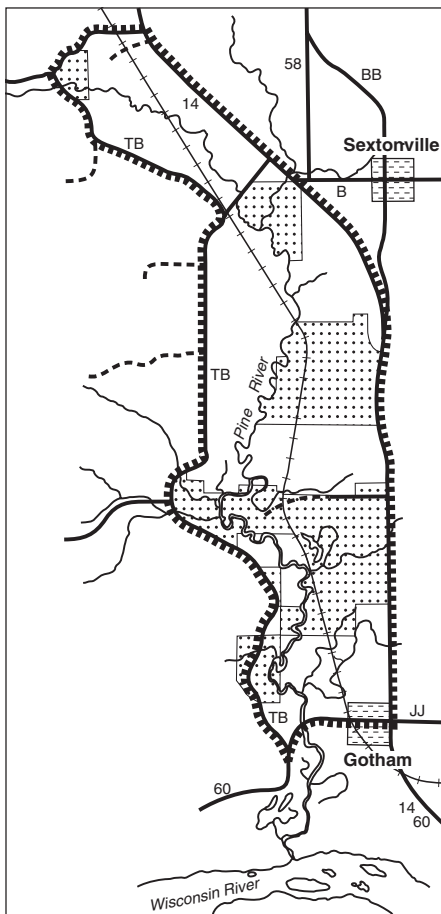 58
BB
14
Sextonville
TB
B
Pine River
TB
TB
JJ
Gotham
60
14
60
Wisconsin River